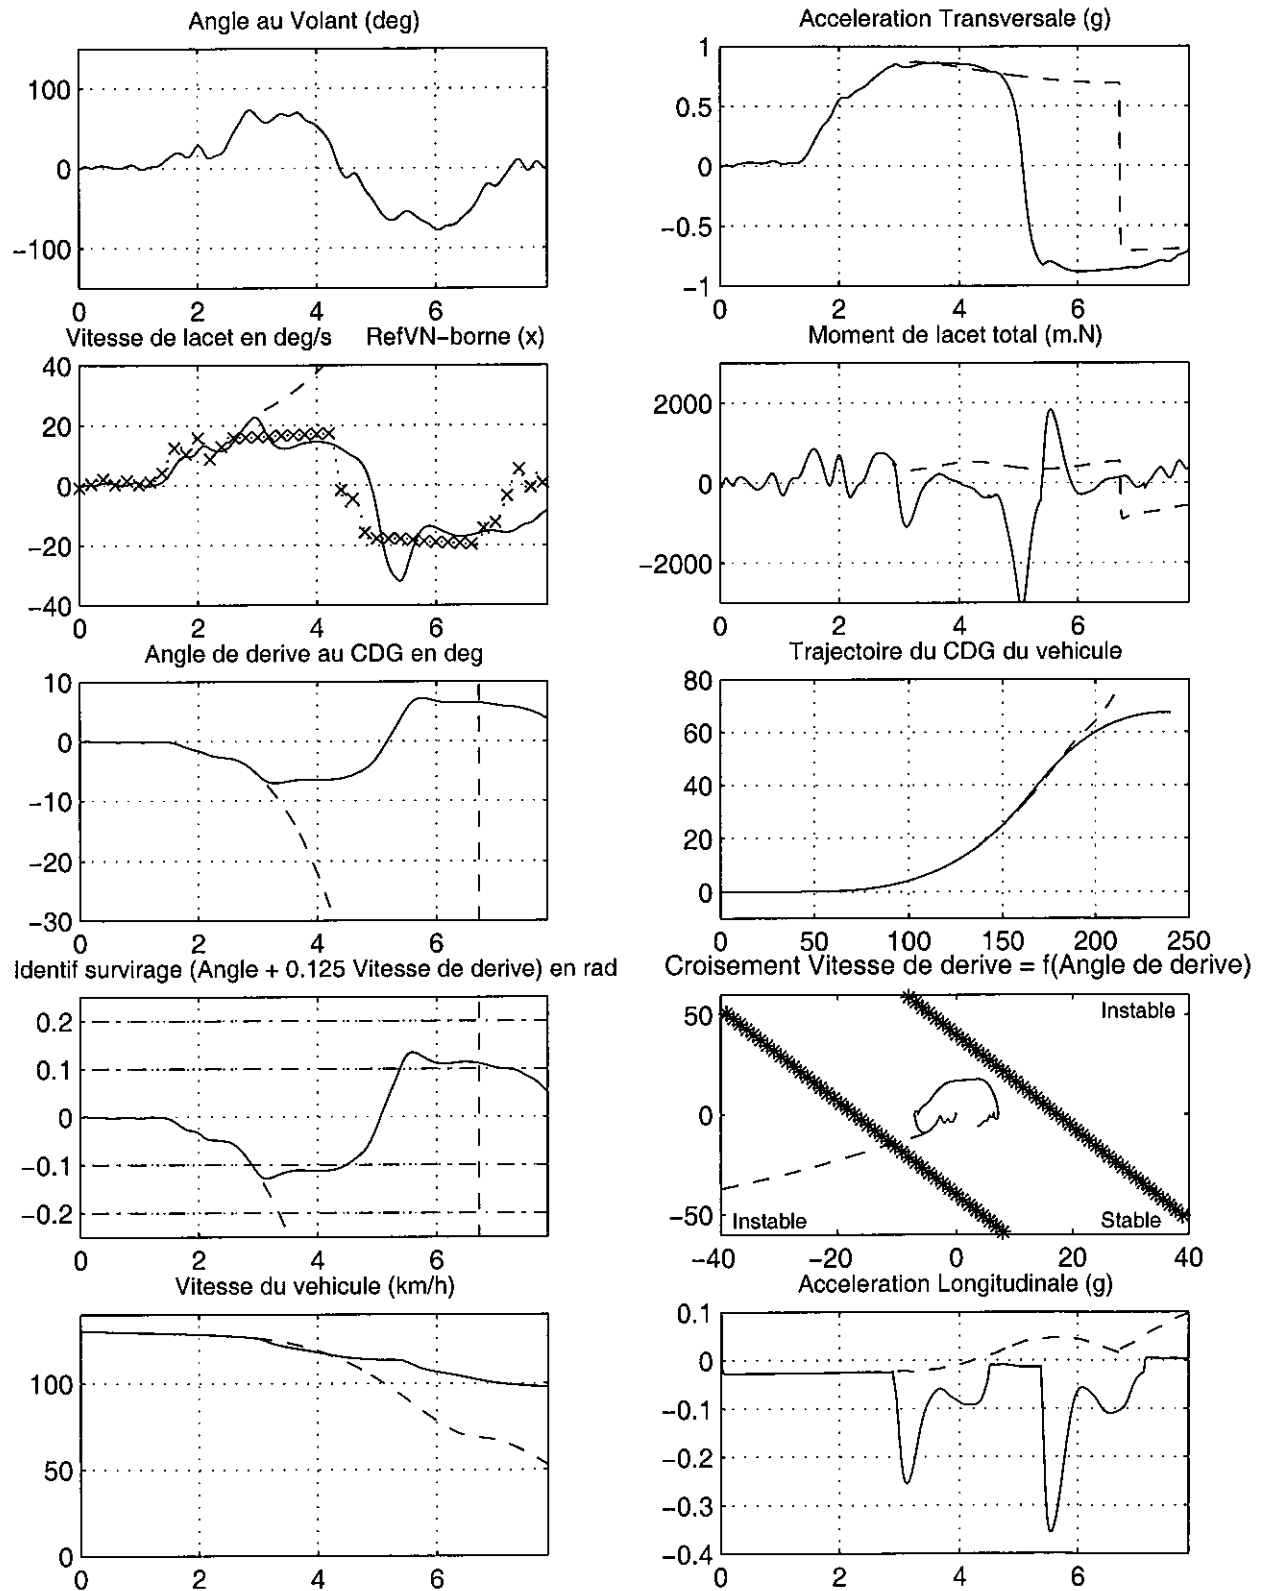 Angle au Volant (deg)
100
0
−100
0 2 4 6
Acceleration Transversale (g)
1
0.5
0
−0.5
−1
0 2 4 6
Vitesse de lacet en deg/s RefVN−borne (x)
40
20
0
−20
−40
0 2 4 6
Moment de lacet total (m.N)
2000
0
−2000
0 2 4 6
Angle de derive au CDG en deg
10
0
−10
−20
−30
0 2 4 6
Trajectoire du CDG du vehicule
80
60
40
20
0
0 50 100 150 200 250
Identif survirage (Angle + 0.125 Vitesse de derive) en rad
0.2
0.1
0
−0.1
−0.2
0 2 4 6
Croisement Vitesse de derive = f(Angle de derive)
50
Instable
0
−50
Instable Stable
−40 −20 0 20 40
Vitesse du vehicule (km/h)
100
50
0
0 2 4 6
Acceleration Longitudinale (g)
0.1
0
−0.1
−0.2
−0.3
−0.4
0 2 4 6